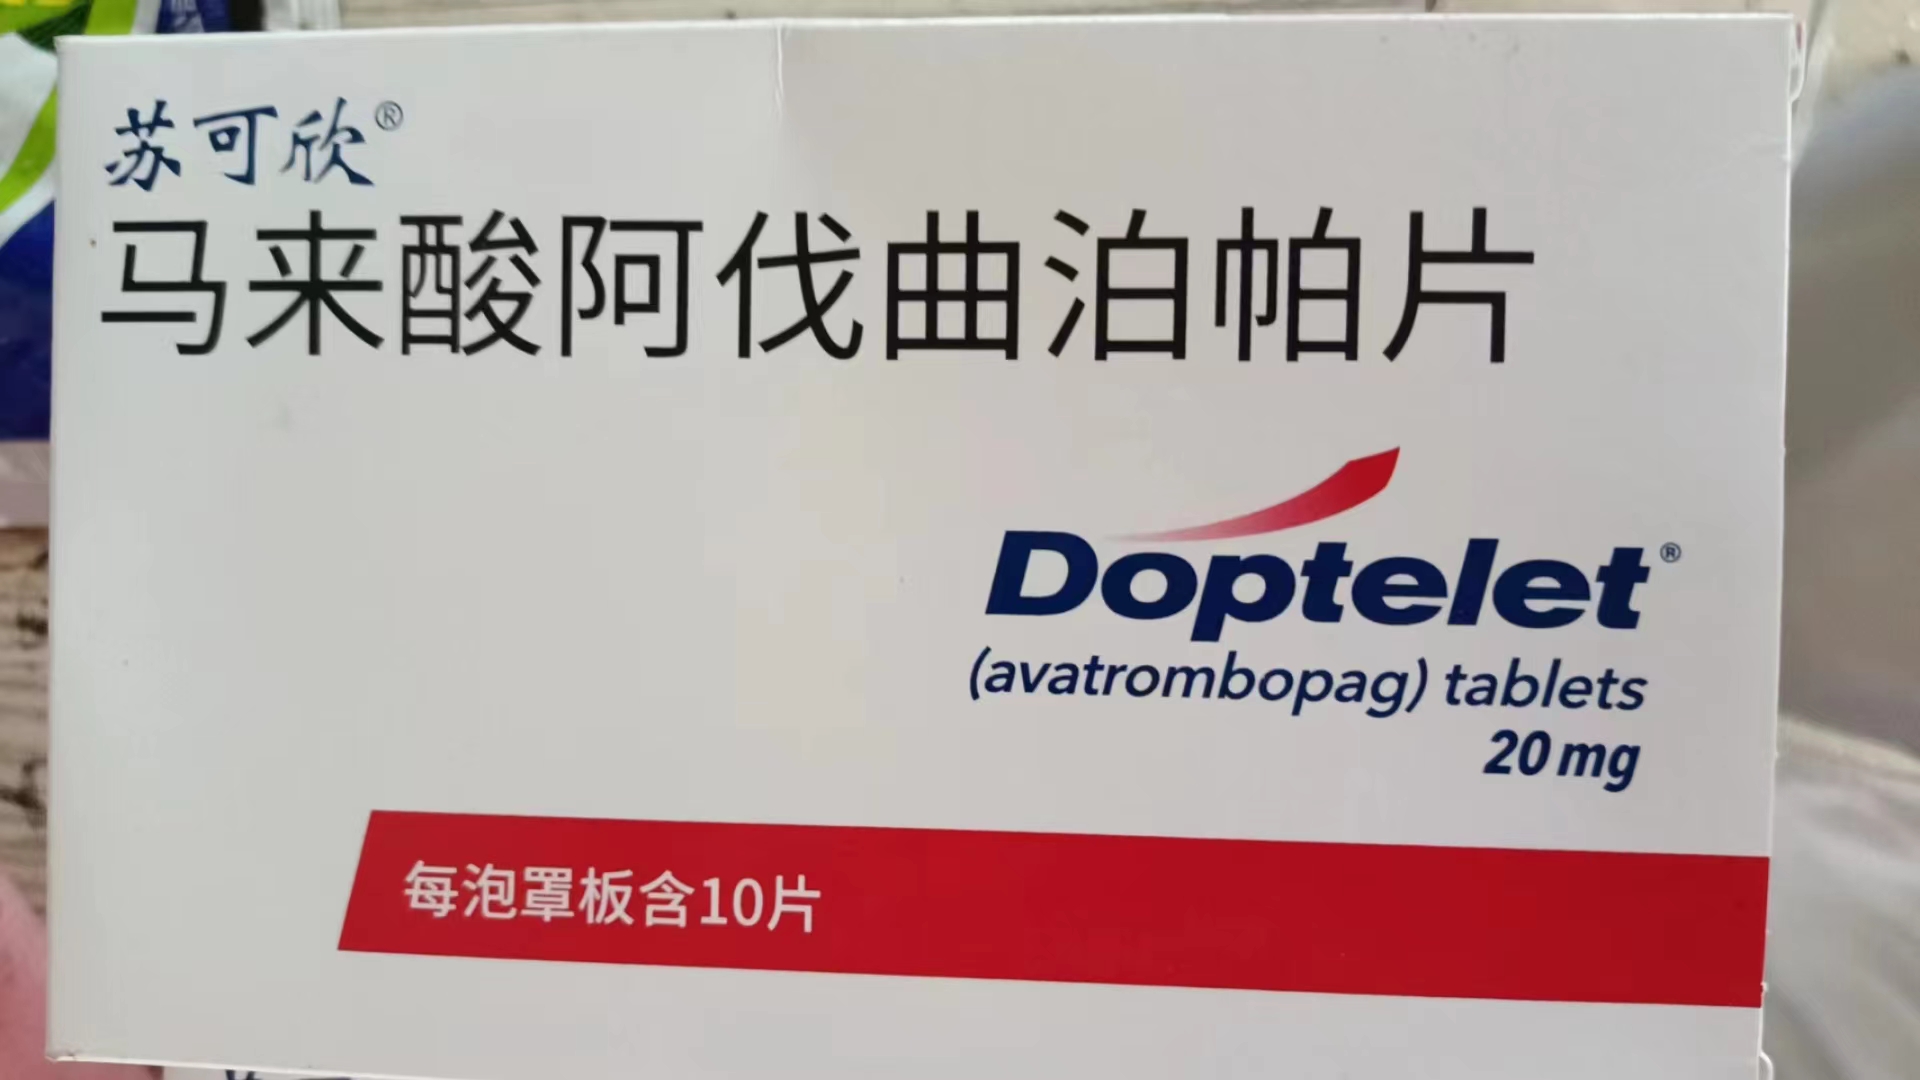 苏可欣®
马来酸阿伐曲泊帕片
Doptelet®
(avatrombopag) tablets
20 mg
每泡罩板含10片